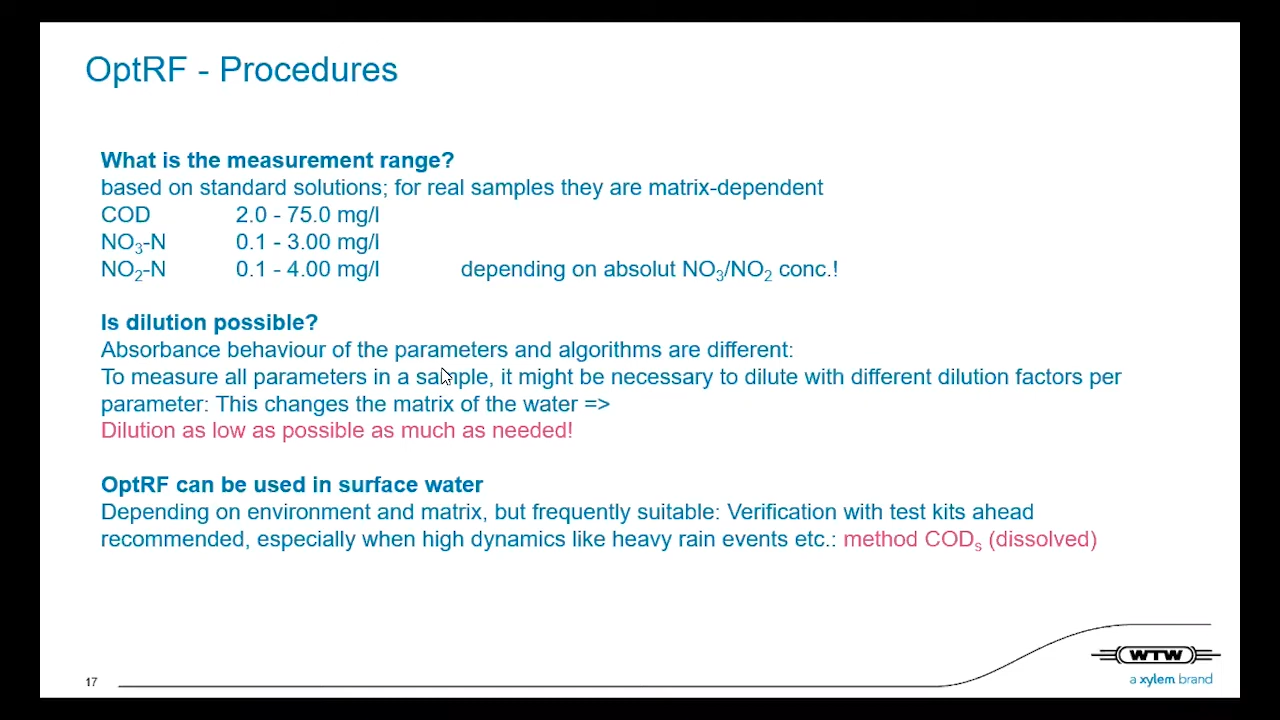 OptRF - Procedures
What is the measurement range?
based on standard solutions; for real samples they are matrix-dependent
COD 2.0 - 75.0 mg/l
NO3-N 0.1 - 3.00 mg/l
NO2-N 0.1 - 4.00 mg/l depending on absolut NO3/NO2 conc.!
Is dilution possible?
Absorbance behaviour of the parameters and algorithms are different:
To measure all parameters in a sample, it might be necessary to dilute with different dilution factors per
parameter: This changes the matrix of the water =>
Dilution as low as possible as much as needed!
OptRF can be used in surface water
Depending on environment and matrix, but frequently suitable: Verification with test kits ahead
recommended, especially when high dynamics like heavy rain events etc.: method CODs (dissolved)
WTW
a xylem brand
17